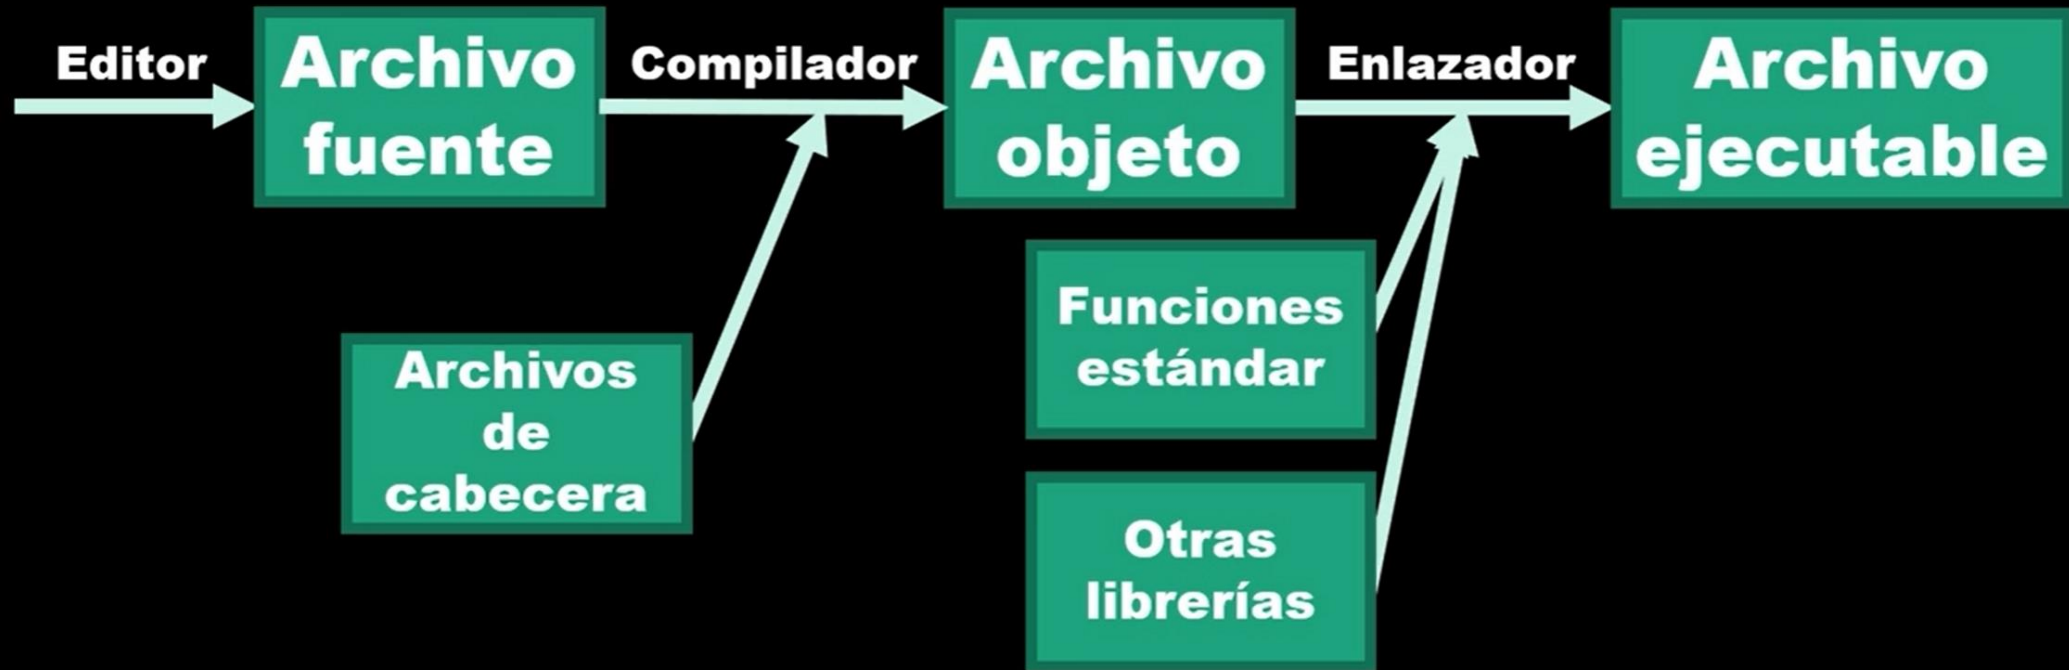 Editor
Archivo
fuente
Compilador
Archivo
objeto
Enlazador
Archivo
ejecutable
Archivos
de
cabecera
Funciones
estándar
Otras
librerías